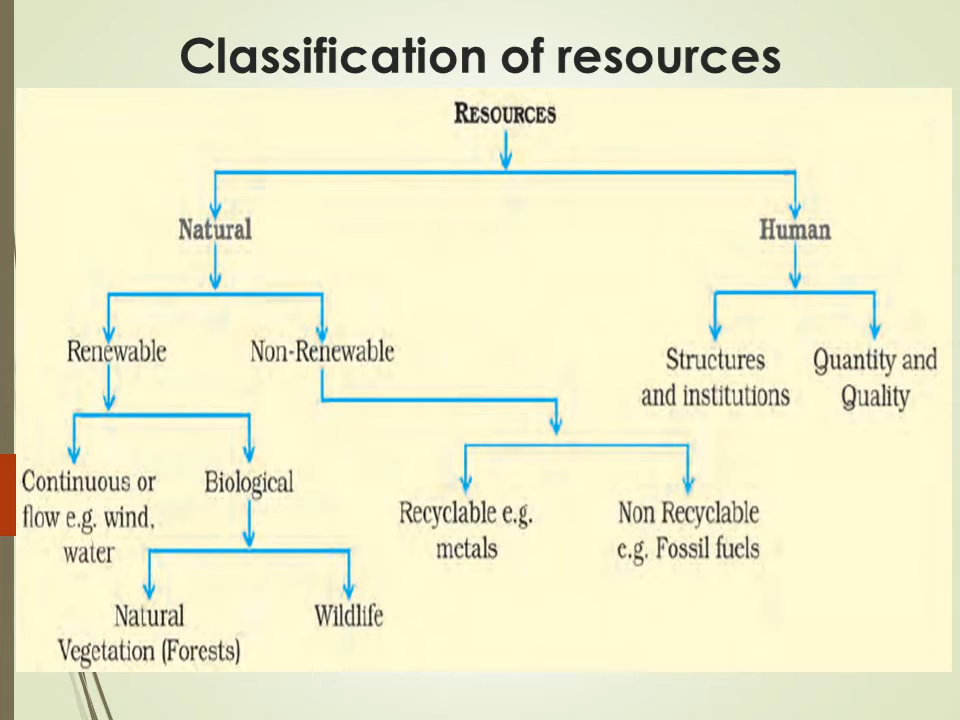 Classification of resources
RESOURCES
Natural
Human
Renewable
Non-Renewable
Structures
and institutions
Quantity and
Quality
Continuous or
flow e.g. wind,
water
Biological
Recyclable e.g.
metals
Non Recyclable
e.g. Fossil fuels
Natural
Vegetation (Forests)
Wildlife